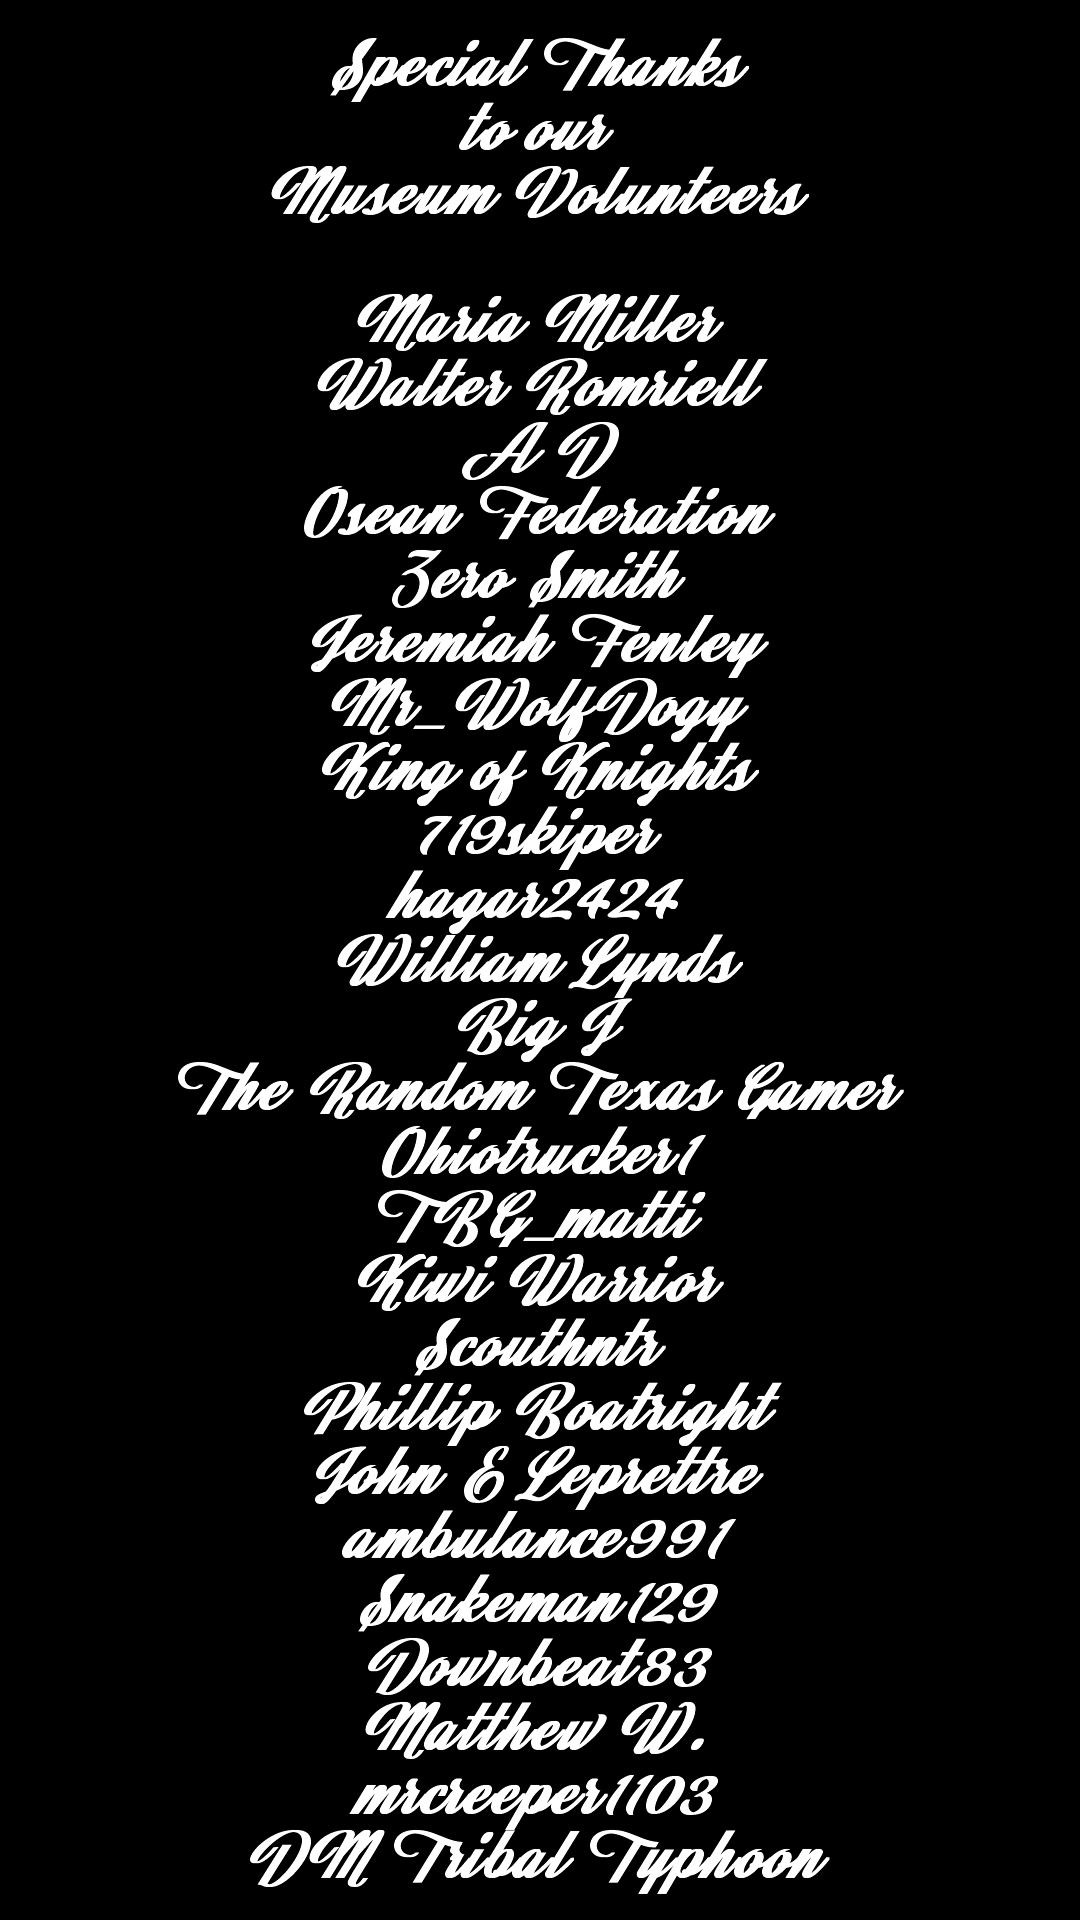 Special Thanks
to our
Museum Volunteers
Maria Miller
Walter Romriell
A D
Osean Federation
Zero Smith
Jeremiah Fenley
Mr_WolfDogy
King of Knights
719skiper
hagar2424
William Lynds
Big J
The Random Texas Gamer
Ohiotrucker1
TBG_matti
Kiwi Warrior
Scouthntr
Phillip Boatright
John E Leprettre
ambulance991
Snakeman129
Downbeat83
Matthew W.
mrcreeper1103
DM Tribal Typhoon